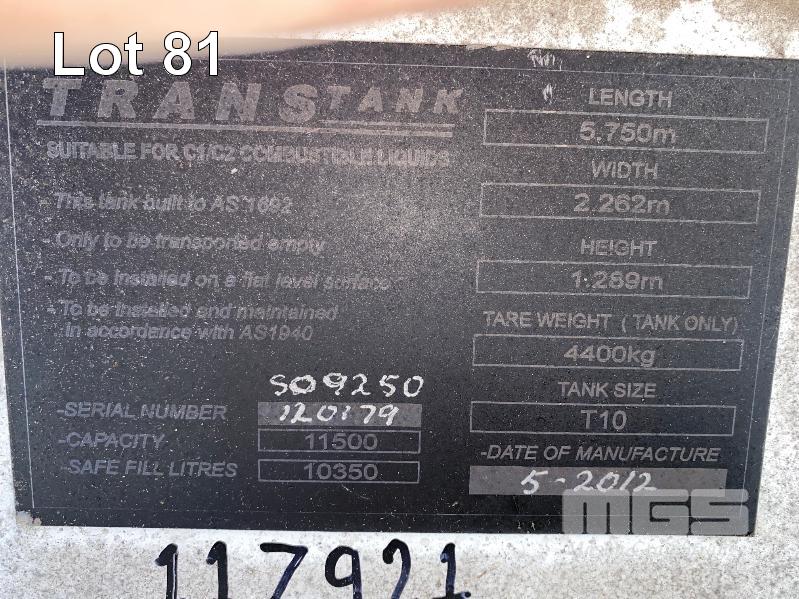 Lot 81
TRANSTANK
SUITABLE FOR C1/C2 COMBUSTIBLE LIQUIDS
- This tank built to AS 1692
- Only to be transported empty
- To be installed on a flat level surface
- To be installed and maintained
In accordance with AS1940
SO9250
-SERIAL NUMBER 120179
-CAPACITY 11500
-SAFE FILL LITRES 10350
LENGTH
5.750m
WIDTH
2.262m
HEIGHT
1.289m
TARE WEIGHT ( TANK ONLY)
4400kg
TANK SIZE
T10
-DATE OF MANUFACTURE
5-2012
MGS
117921